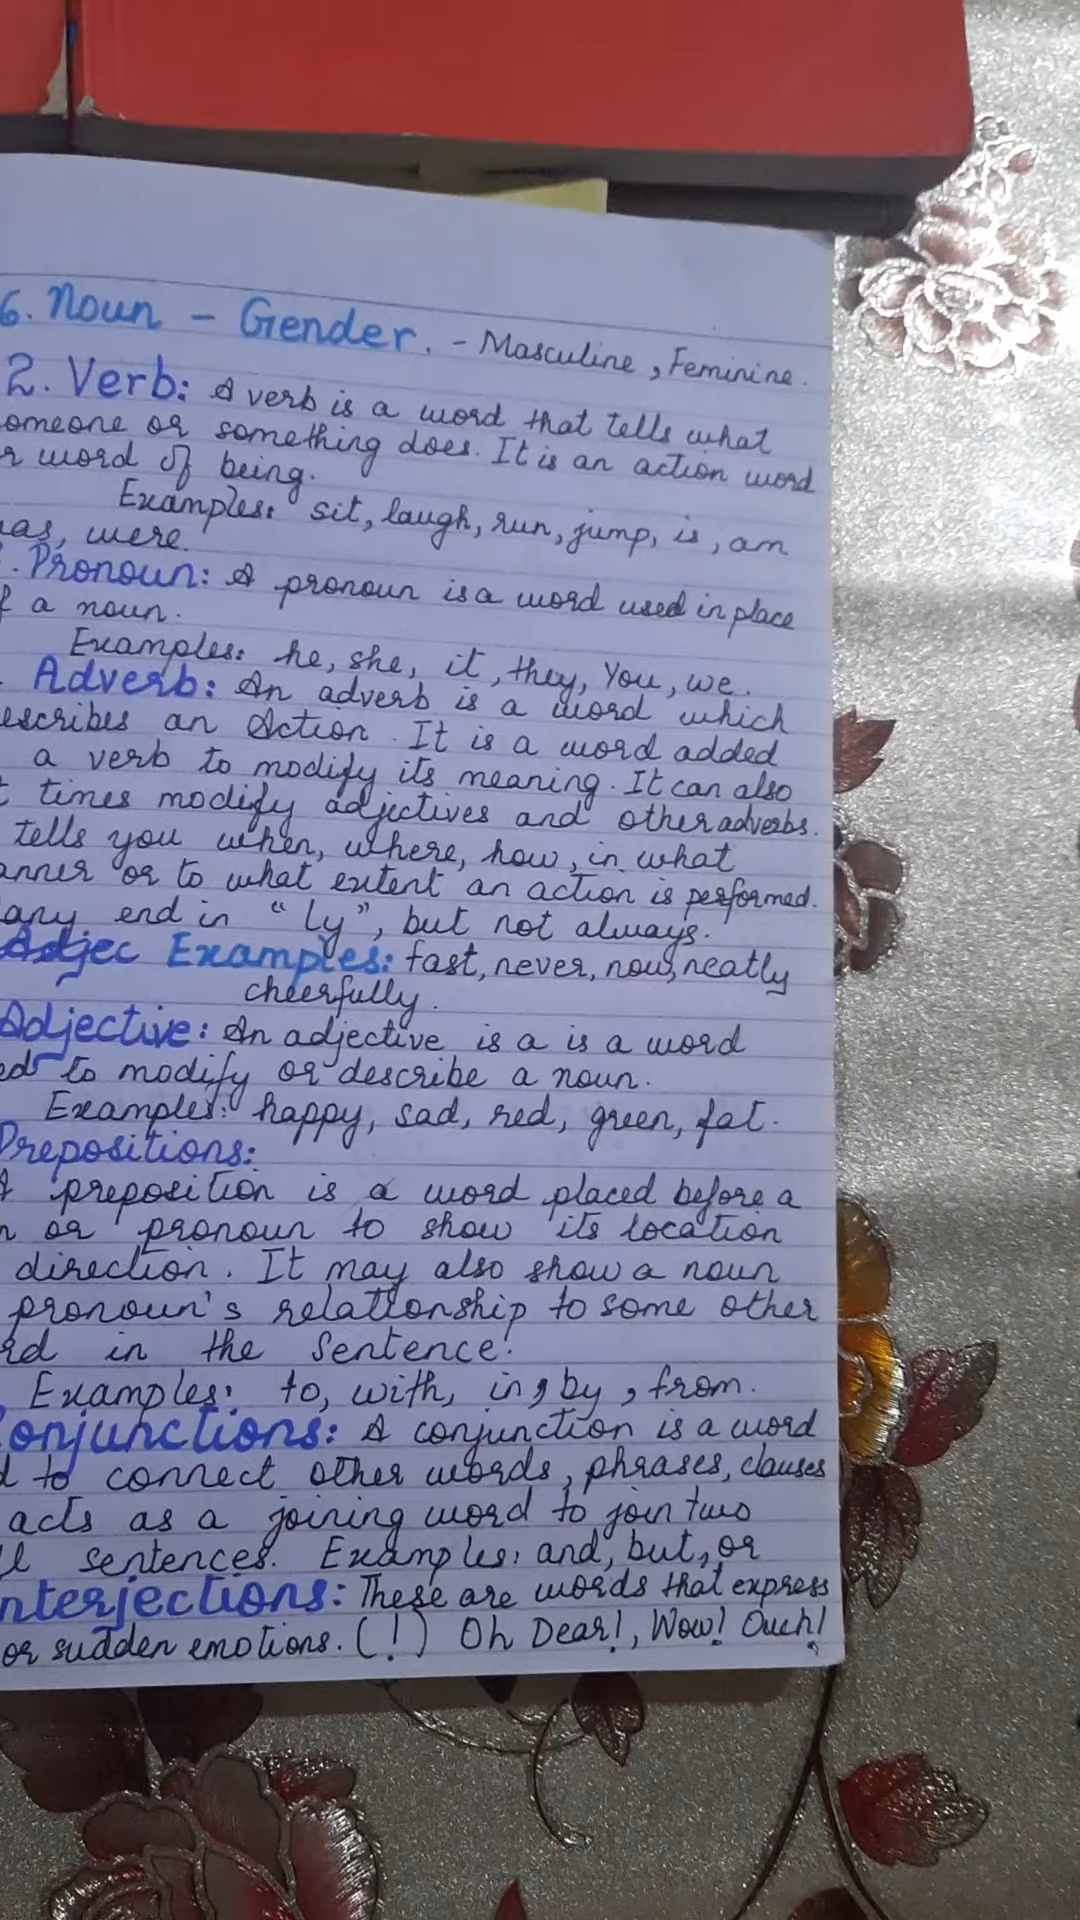 6. Noun - Gender. - Masculine, Feminine.
2. Verb: A verb is a word that tells what
omeone or something does. It is an action word
r word of being.
Examples: sit, laugh, run, jump, is, am
as, were.
. Pronoun: A pronoun is a word used in place
f a noun.
Examples: he, she, it, they, You, we.
. Adverb: An adverb is a word which
escribes an Action. It is a word added
a verb to modify its meaning. It can also
t times modify adjectives and other adverbs.
tells you when, where, how, in what
anner or to what extent an action is performed.
any end in "ly", but not always.
Adjec Examples: fast, never, now, neatly
cheerfully.
Adjective: An adjective is a is a word
ed to modify or describe a noun.
Examples: happy, sad, red, green, fat.
Prepositions:
A preposition is a word placed before a
n or pronoun to show its location
direction. It may also show a noun
pronoun's relationship to some other
rd in the Sentence.
Examples: to, with, in, by, from.
onjunctions: A conjunction is a word
d to connect other words, phrases, clauses
acts as a joining word to join two
l sentences. Examples: and, but, or
nterjections: These are words that express
or sudden emotions. (!) Oh Dear!, Wow! Ouch!